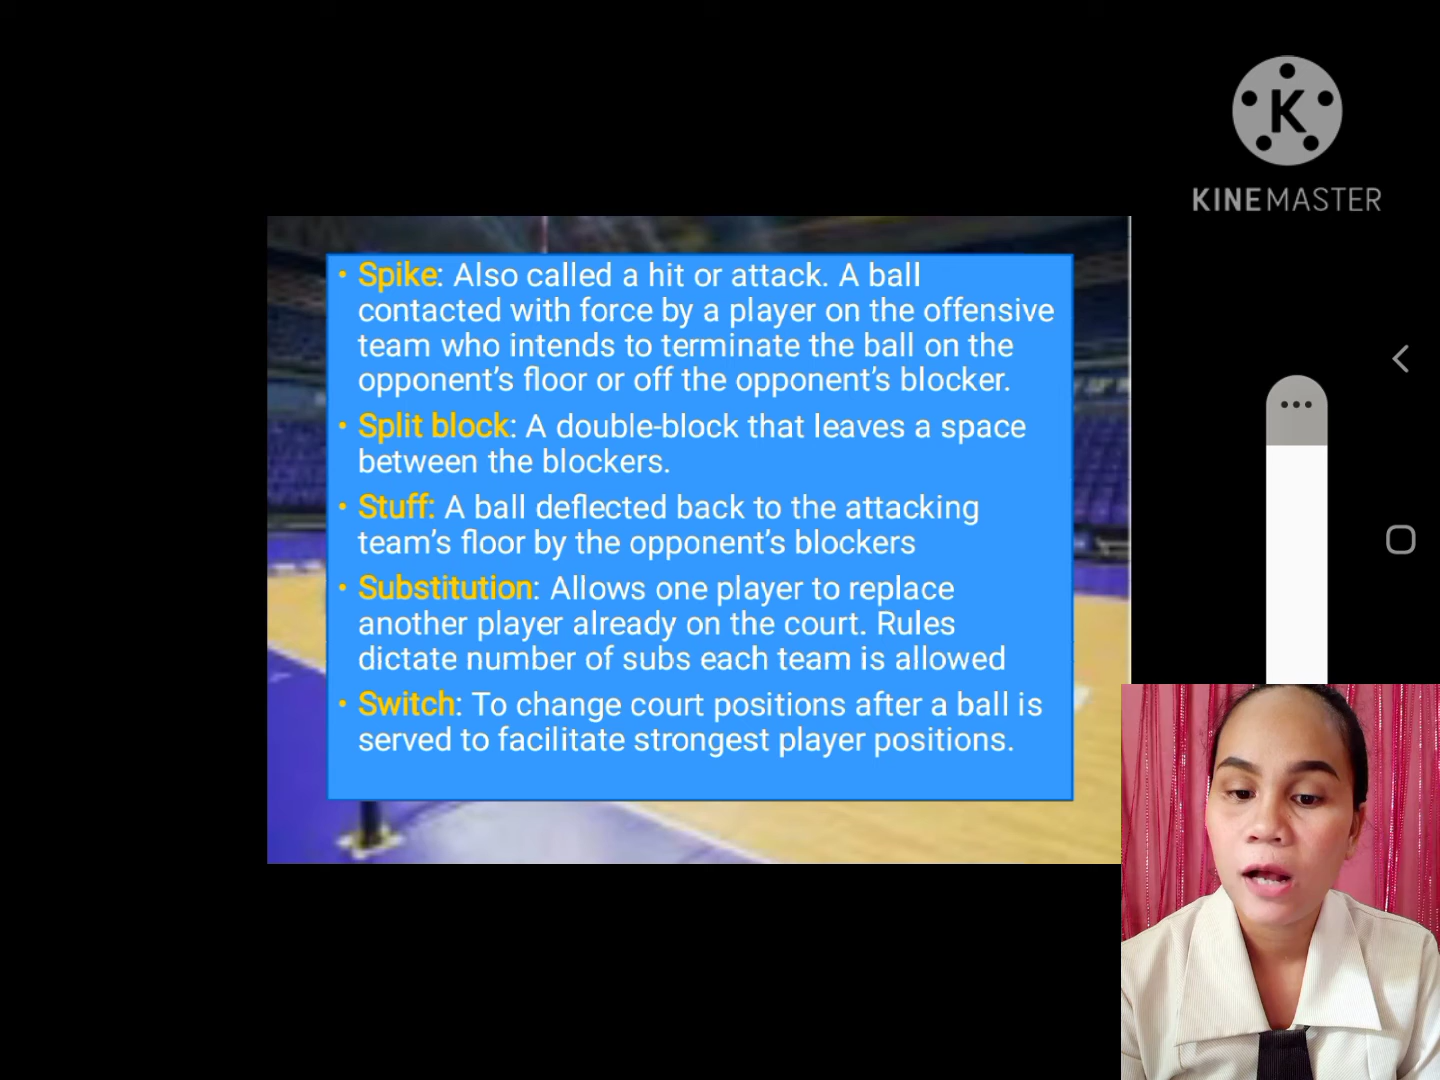 KINEMASTER
• Spike: Also called a hit or attack. A ball
contacted with force by a player on the offensive
team who intends to terminate the ball on the
opponent’s floor or off the opponent’s blocker.
• Split block: A double-block that leaves a space
between the blockers.
• Stuff: A ball deflected back to the attacking
team’s floor by the opponent’s blockers
• Substitution: Allows one player to replace
another player already on the court. Rules
dictate number of subs each team is allowed
• Switch: To change court positions after a ball is
served to facilitate strongest player positions.